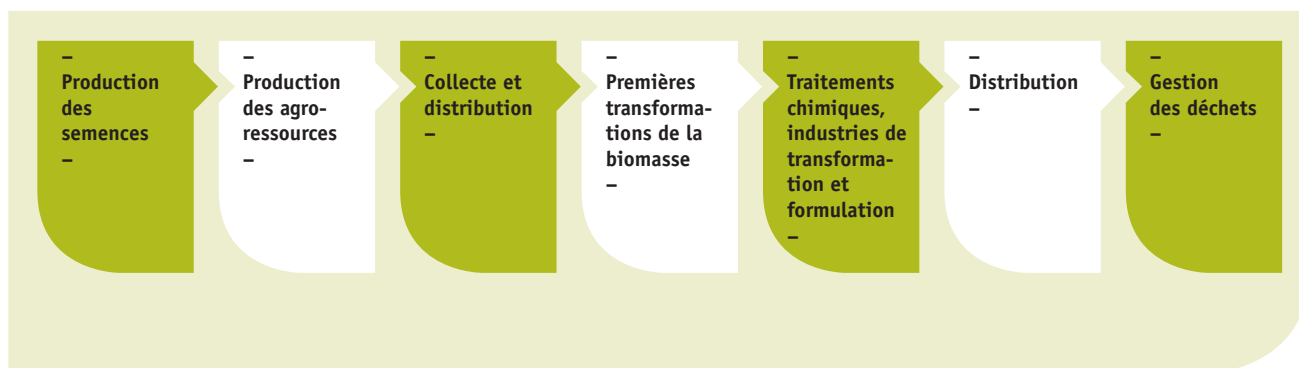 –
Production
des
semences
–
–
Production
des agro-
ressources
–
–
Collecte et
distribution
–
–
Premières
transforma-
tions de la
biomasse
–
–
Traitements
chimiques,
industries de
transforma-
tion et
formulation
–
–
Distribution
–
–
Gestion
des déchets
–